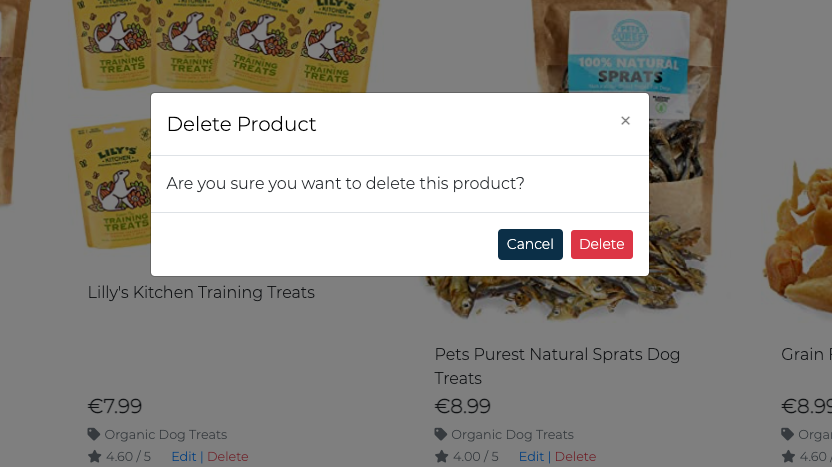 LILY'S
LILY'S
KITCHEN
TRAINING
TREATS
TRAINING
TREATS
TRAINING
TREATS
TRAINING
TREATS
PETS
PUREST
100% NATURAL
SPRATS
Delete Product
×
LILY'S
KITCHEN
TRAINING
TREATS
Are you sure you want to delete this product?
Cancel
Delete
Lilly's Kitchen Training Treats
Pets Purest Natural Sprats Dog
Treats
Grain
€7.99
€8.99
€8.9
Organic Dog Treats
Organic Dog Treats
Orga
4.60 / 5 Edit | Delete
4.00 / 5 Edit | Delete
4.60 /